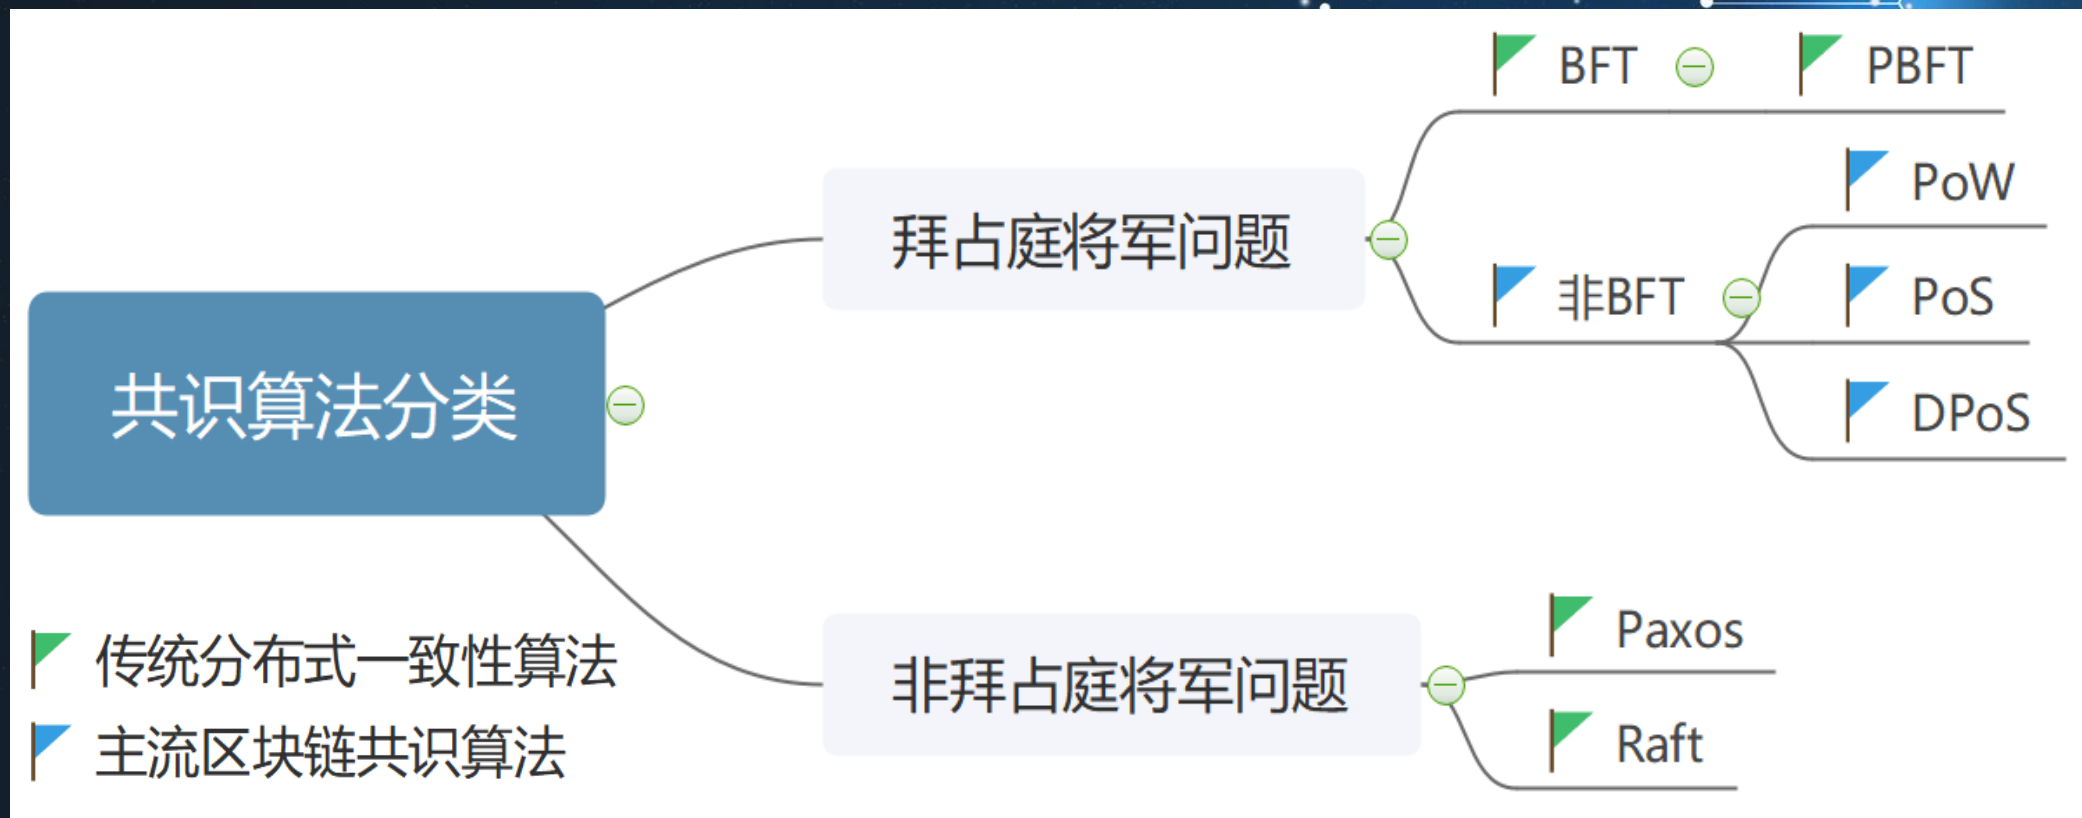 BFT
PBFT
PoW
拜占庭将军问题
非BFT
PoS
共识算法分类
DPoS
Paxos
传统分布式一致性算法
非拜占庭将军问题
主流区块链共识算法
Raft